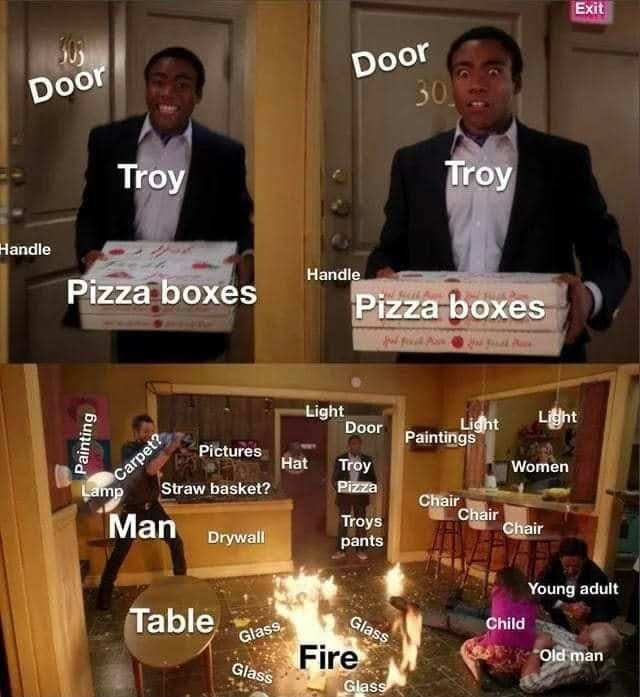 Exit
303
Door
Door
30
Troy
Troy
Handle
Handle
Pizza boxes
Pizza boxes
Painting
Carpet?
Pictures
Light
Door
Paintings
Light
Light
Lamp
Straw basket?
Hat
Troy
Pizza
Women
Man
Drywall
Troys
pants
Chair
Chair
Chair
Table
Glass
Glass
Fire
Glass
Glass
Young adult
Child
Old man